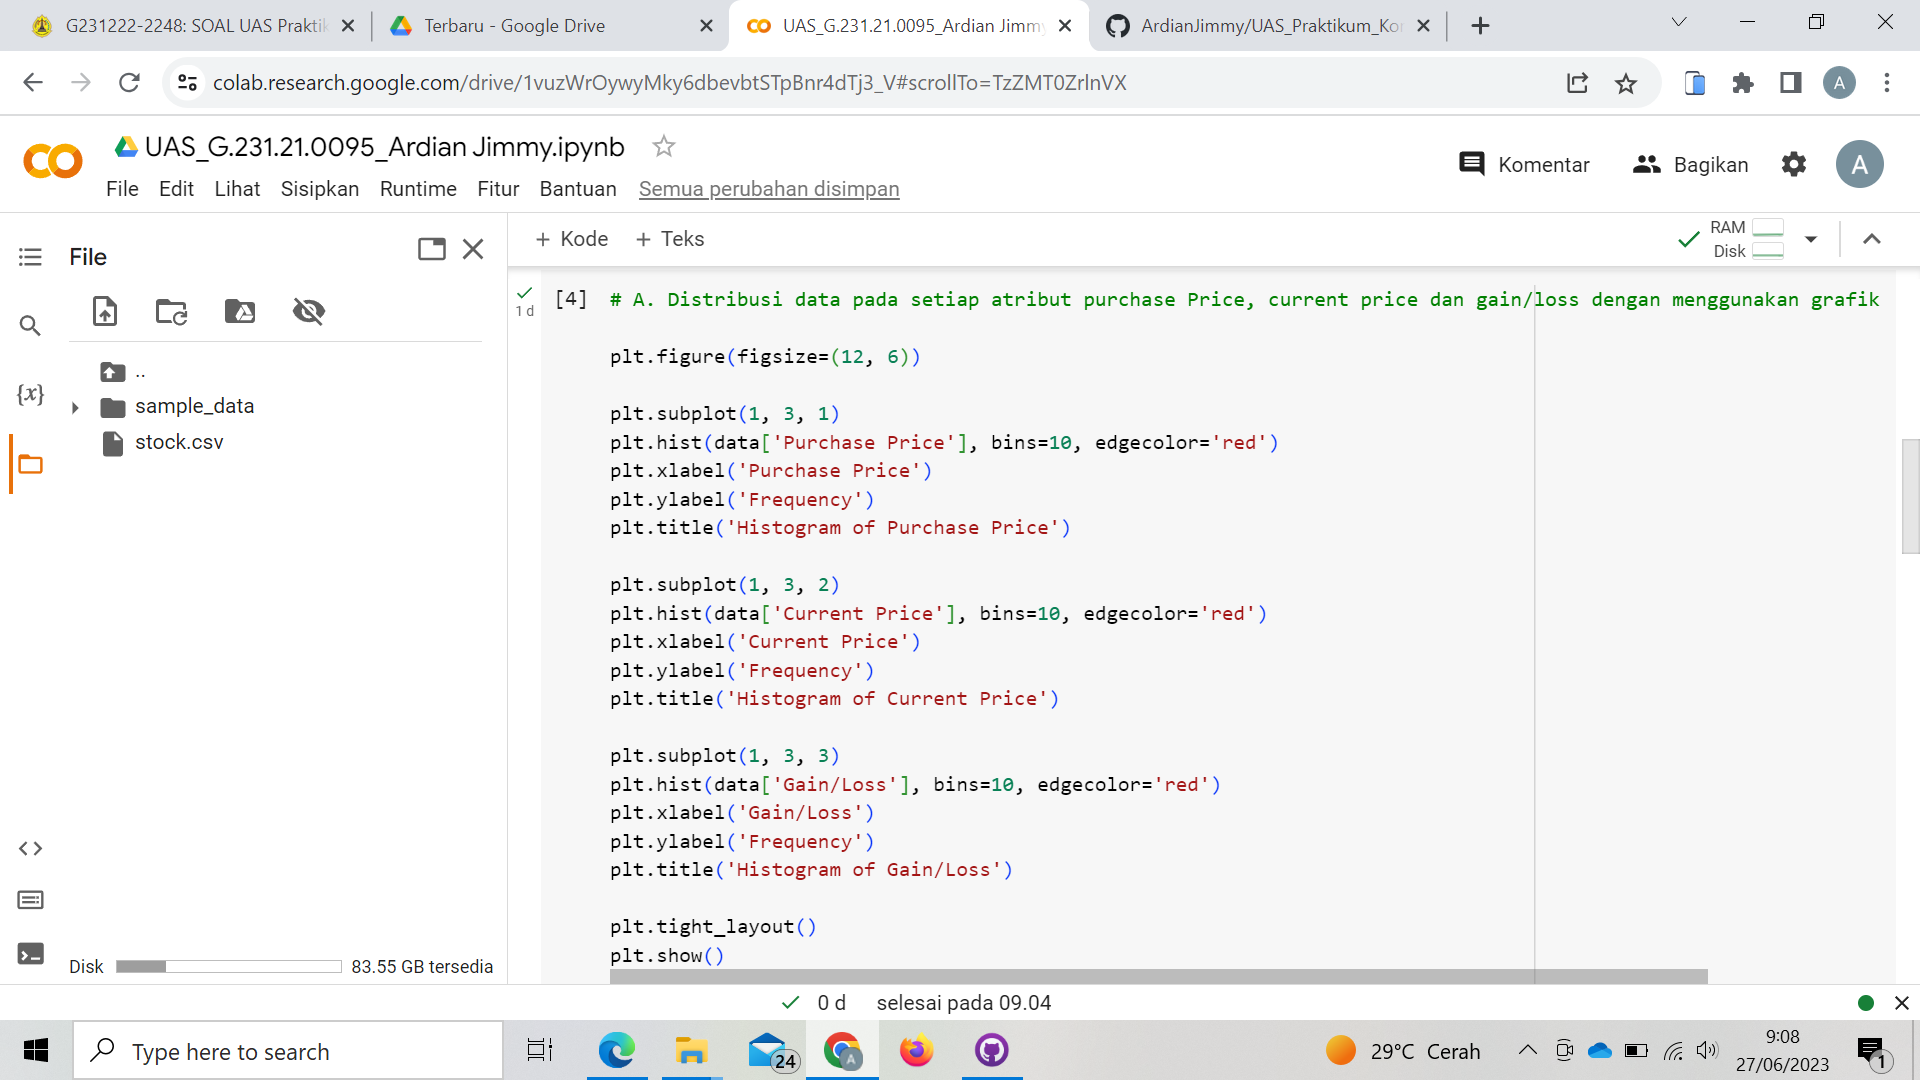 G231222-2248: SOAL UAS Praktik
Terbaru - Google Drive
UAS_G.231.21.0095_Ardian Jimmy
ArdianJimmy/UAS_Praktikum_Ko
colab.research.google.com/drive/1vuzWrOywyMky6dbevbtSTpBnr4dTj3_V#scrollTo=TzZMT0ZrlnVX
A
UAS_G.231.21.0095_Ardian Jimmy.ipynb
File Edit Lihat Sisipkan Runtime Fitur Bantuan Semua perubahan disimpan
Komentar
Bagikan
A
File
+ Kode + Teks
RAM
Disk
{x}
..
sample_data
stock.csv
Disk
83.55 GB tersedia
1 d
[4]
# A. Distribusi data pada setiap atribut purchase Price, current price dan gain/loss dengan menggunakan grafik
plt.figure(figsize=(12, 6))
plt.subplot(1, 3, 1)
plt.hist(data['Purchase Price'], bins=10, edgecolor='red')
plt.xlabel('Purchase Price')
plt.ylabel('Frequency')
plt.title('Histogram of Purchase Price')
plt.subplot(1, 3, 2)
plt.hist(data['Current Price'], bins=10, edgecolor='red')
plt.xlabel('Current Price')
plt.ylabel('Frequency')
plt.title('Histogram of Current Price')
plt.subplot(1, 3, 3)
plt.hist(data['Gain/Loss'], bins=10, edgecolor='red')
plt.xlabel('Gain/Loss')
plt.ylabel('Frequency')
plt.title('Histogram of Gain/Loss')
plt.tight_layout()
plt.show()
0 d selesai pada 09.04
Type here to search
24
A
29°C Cerah
9:08
27/06/2023
1